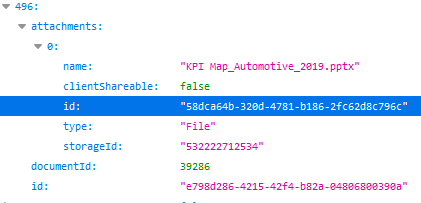 496:
attachments:
0:
name: "KPI Map_Automotive_2019.pptx"
clientShareable: false
id: "58dca64b-320d-4781-b186-2fc62d8c796c"
type: "File"
storageId: "532222712534"
documentId: 39286
id: "e798d286-4215-42f4-b82a-04806800390a"